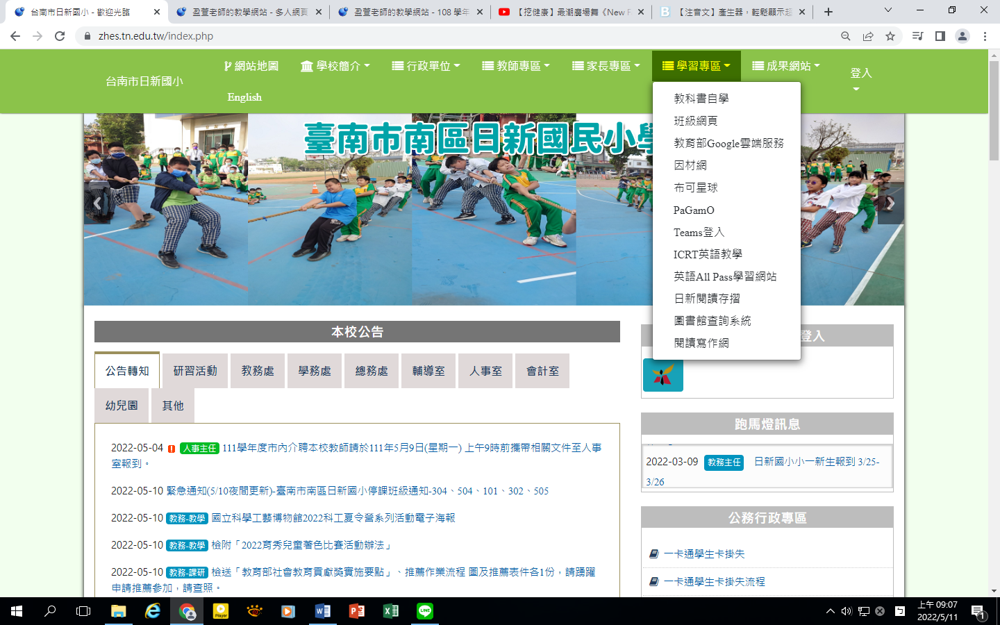 台南市日新國小 - 歡迎光臨
盈萱老師的教學網站 - 多人網頁
盈萱老師的教學網站 - 108 學年
【挖健康】最潮廣場舞《New F
【注音文】產生器，輕鬆顯示超
zhes.tn.edu.tw/index.php
台南市日新國小
網站地圖
學校簡介
行政單位
教師專區
家長專區
學習專區
成果網站
登入
English
教科書自學
班級網頁
教育部Google雲端服務
因材網
布可星球
PaGamO
Teams登入
ICRT英語教學
英語All Pass學習網站
日新閱讀存摺
圖書館查詢系統
閱讀寫作網
臺南市南區日新國民小學
本校公告
公告轉知
研習活動
教務處
學務處
總務處
輔導室
人事室
會計室
幼兒園
其他
2022-05-04 人事主任 111學年度市內介聘本校教師請於111年5月9日(星期一) 上午9時前攜帶相關文件至人事
室報到。
2022-05-10 緊急通知(5/10夜間更新)-臺南市南區日新國小停課班級通知-304、504、101、302、505
2022-05-10 教務-教學 國立科學工藝博物館2022科工夏令營系列活動電子海報
2022-05-10 教務-教學 檢附「2022育秀兒童著色比賽活動辦法」
2022-05-10 教務-課研 檢送「教育部社會教育貢獻獎實施要點」、推薦作業流程 圖及推薦表件各1份，請踴躍
申請推薦參加，請查照。
登入
跑馬燈訊息
2022-03-09 教務主任 日新國小小一新生報到 3/25-
3/26
公務行政專區
一卡通學生卡掛失
一卡通學生卡掛失流程
Player
LINE
上午 09:07
2022/5/11
1